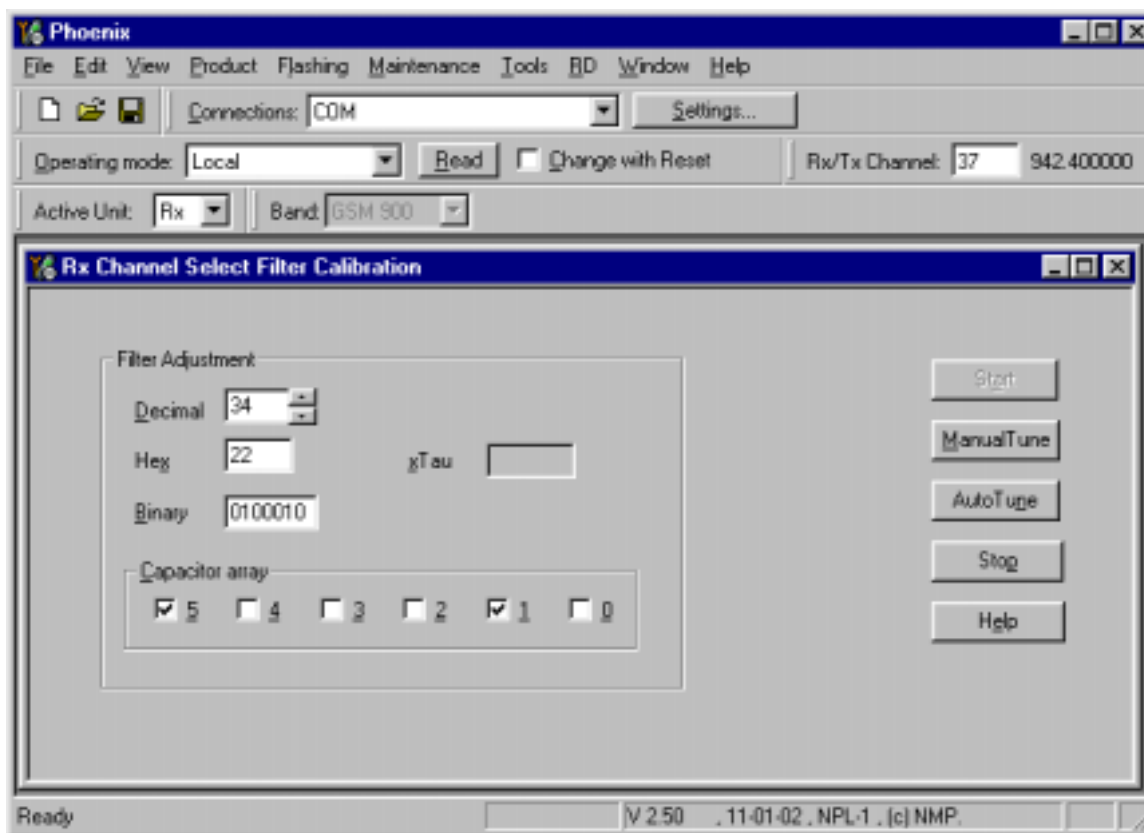 Phoenix
File Edit View Product Flashing Maintenance Tools RD Window Help
Connections: COM Settings...
Operating mode: Local Read Change with Reset Rx/Tx Channel: 37 942.400000
Active Unit: Rx Band: GSM 900
Rx Channel Select Filter Calibration
Filter Adjustment
Decimal 34
Hex 22 xTau
Binary 0100010
Capacitor array
5 4 3 2 1 0
Start
ManualTune
AutoTune
Stop
Help
Ready V 2.50 , 11-01-02 , NPL-1 , (c) NMP.